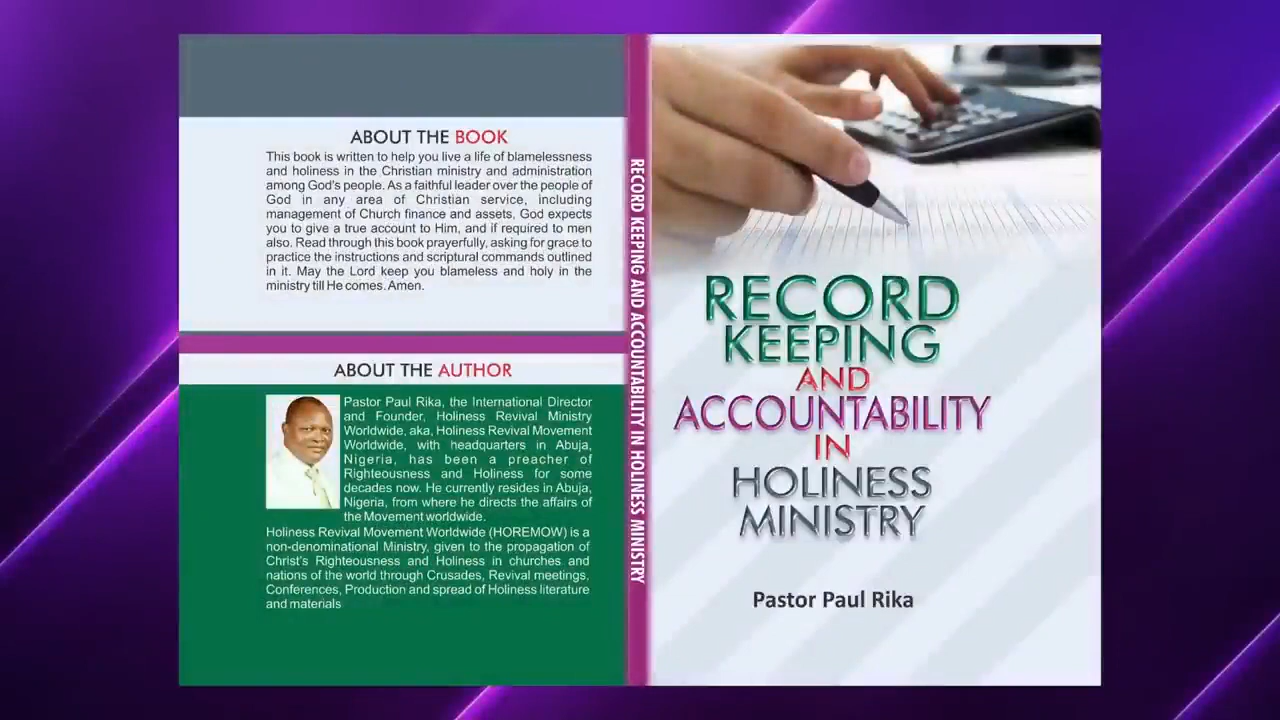 ABOUT THE BOOK
This book is written to help you live a life of blamelessness
and holiness in the Christian ministry and administration
among God's people. As a faithful leader over the people of
God in any area of Christian service, including
management of Church finance and assets, God expects
you to give a true account to Him, and if required to men
also. Read through this book prayerfully, asking for grace to
practice the instructions and scriptural commands outlined
in it. May the Lord keep you blameless and holy in the
ministry till He comes. Amen.
ABOUT THE AUTHOR
Pastor Paul Rika, the International Director
and Founder, Holiness Revival Ministry
Worldwide, aka, Holiness Revival Movement
Worldwide, with headquarters in Abuja,
Nigeria, has been a preacher of
Righteousness and Holiness for some
decades now. He currently resides in Abuja,
Nigeria, from where he directs the affairs of
the Movement worldwide.
Holiness Revival Movement Worldwide (HOREMOW) is a
non-denominational Ministry, given to the propagation of
Christ's Righteousness and Holiness in churches and
nations of the world through Crusades, Revival meetings,
Conferences, Production and spread of Holiness literature
and materials
RECORD KEEPING AND ACCOUNTABILITY IN HOLINESS MINISTRY
RECORD
KEEPING
AND
ACCOUNTABILITY
IN
HOLINESS
MINISTRY
Pastor Paul Rika